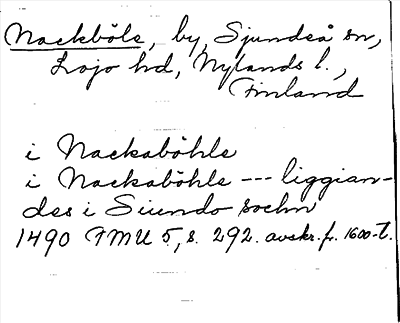 Nackböle, by, Sjundeå sn,
Lojo hd, Nylands l.,
Finland
i Nackaböhle
i Nackaböhle --- liggian-
des i Siundo sochn
1490 FMU 5, s. 292. avskr. fr. 1600-t.